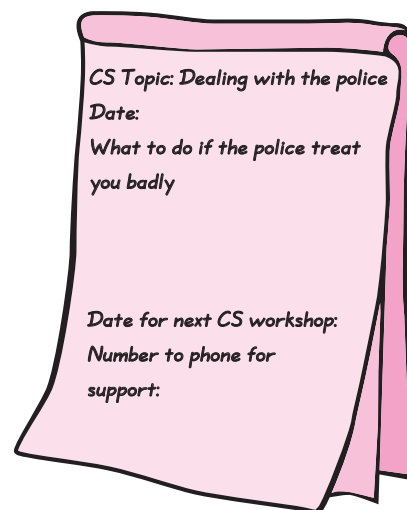 CS Topic: Dealing with the police
Date:
What to do if the police treat
you badly
Date for next CS workshop:
Number to phone for
support: